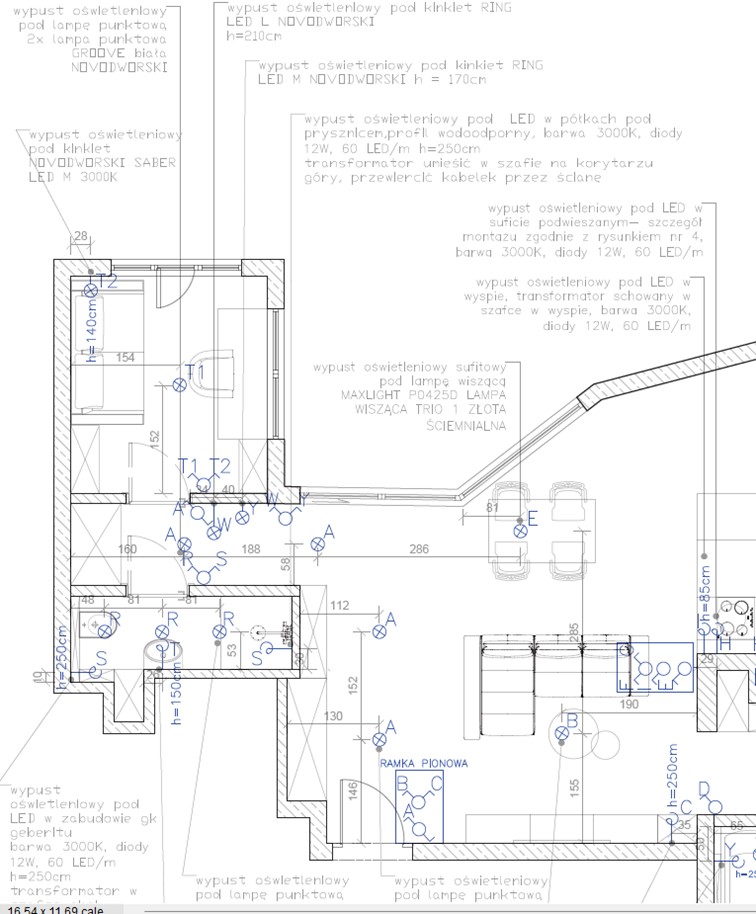 wypust oświetleniowy
pod lampę punktową
2x lampa punktowa
GROOVE biała
NOVODWORSKI
wypust oświetleniowy pod kinkiet RING
LED L NOVODWORSKI
h=210cm
wypust oświetleniowy pod kinkiet RING
LED M NOVODWORSKI h = 170cm
wypust oświetleniowy pod LED w półkach pod
prysznicem,profil wodoodporny, barwa 3000K, diody
12W, 60 LED/m h=250cm
transformator umieśić w szafie na korytarzu
góry, przewiercić kabelek przez ścianę
wypust oświetleniowy
pod kinkiet
NOVODWORSKI SABER
LED M 3000K
wypust oświetleniowy pod LED w
suficie podwieszanym— szczegół
montażu zgodnie z rysunkiem nr 4,
barwa 3000K, diody 12W, 60 LED/m
wypust oświetleniowy pod LED w
wyspie, transformator schowany w
szafce w wyspie, barwa 3000K,
diody 12W, 60 LED/m
wypust oświetleniowy sufitowy
pod lampę wiszącą
MAXLIGHT P0425D LAMPA
WISZĄCA TRIO 1 ZŁOTA
ŚCIEMNIALNA
28
T2
h=140cm
154
T1
152
T1 T2
40
A
W
Y
W
81
E
A
A
160
188
58
286
R
S
h=85cm
48
81
81
R
R
R
112
A
285
H
S
T
53
S
h=250cm
h=150cm
152
29
F
L
E
190
130
A
B
RAMKA PIONOWA
B C
A
146
155
h=250cm
C
D
35
65
Y
wypust
oświetleniowy pod
LED w zabudowie gk
geberitu
barwa 3000K, diody
12W, 60 LED/m
h=250cm
transformator w
wypust oświetleniowy
pod lampę punktową
wypust oświetleniowy
pod lampę punktową
16,54 x 11,69 cale